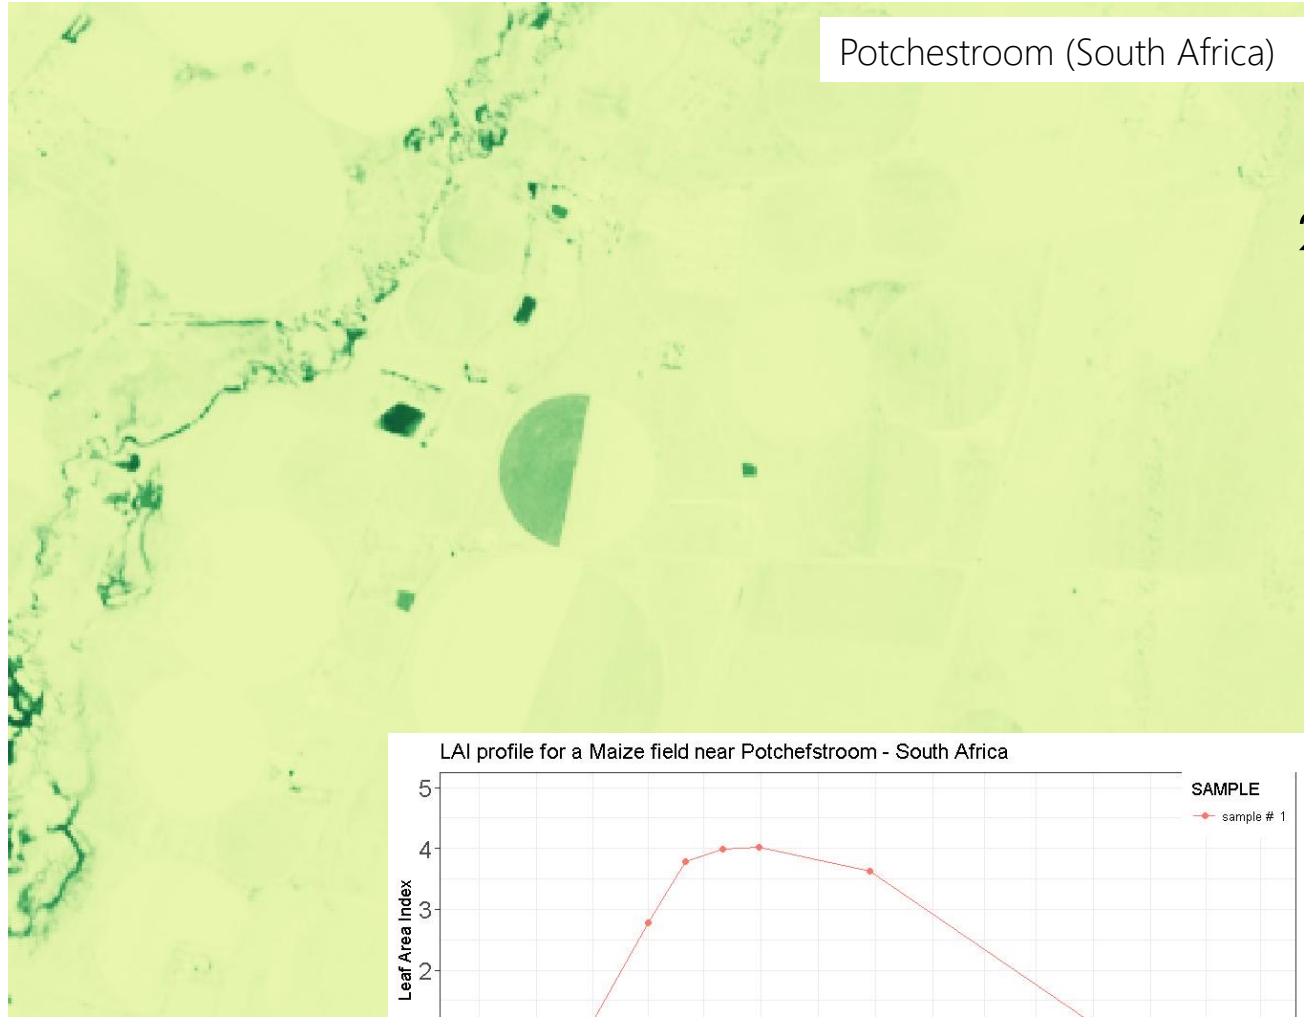 Potchestroom (South Africa)
LAI profile for a Maize field near Potchefstroom - South Africa
5
SAMPLE
sample # 1
4
3
2
Leaf Area Index